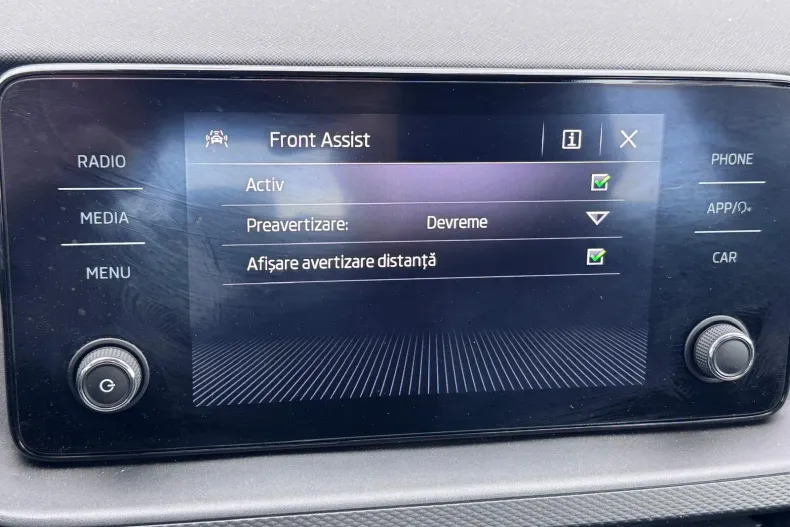 RADIO
MEDIA
MENU
Front Assist
i
Activ
Preavertizare: Devreme
Afișare avertizare distanță
PHONE
APP/
CAR